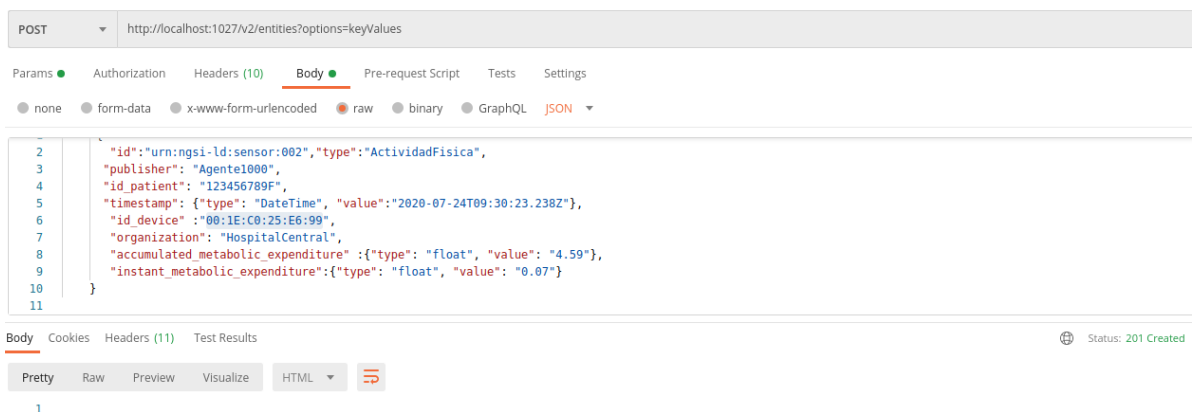 POST http://localhost:1027/v2/entities?options=keyValues
Params Authorization Headers (10) Body Pre-request Script Tests Settings
none form-data x-www-form-urlencoded raw binary GraphQL JSON
{
2 "id":"urn:ngsi-ld:sensor:002","type":"ActividadFisica",
3 "publisher": "Agente1000",
4 "id_patient": "123456789F",
5 "timestamp": {"type": "DateTime", "value":"2020-07-24T09:30:23.238Z"},
6 "id_device" :"00:1E:C0:25:E6:99",
7 "organization": "HospitalCentral",
8 "accumulated_metabolic_expenditure" :{"type": "float", "value": "4.59"},
9 "instant_metabolic_expenditure":{"type": "float", "value": "0.07"}
10 }
11
Body Cookies Headers (11) Test Results Status: 201 Created
Pretty Raw Preview Visualize HTML
1